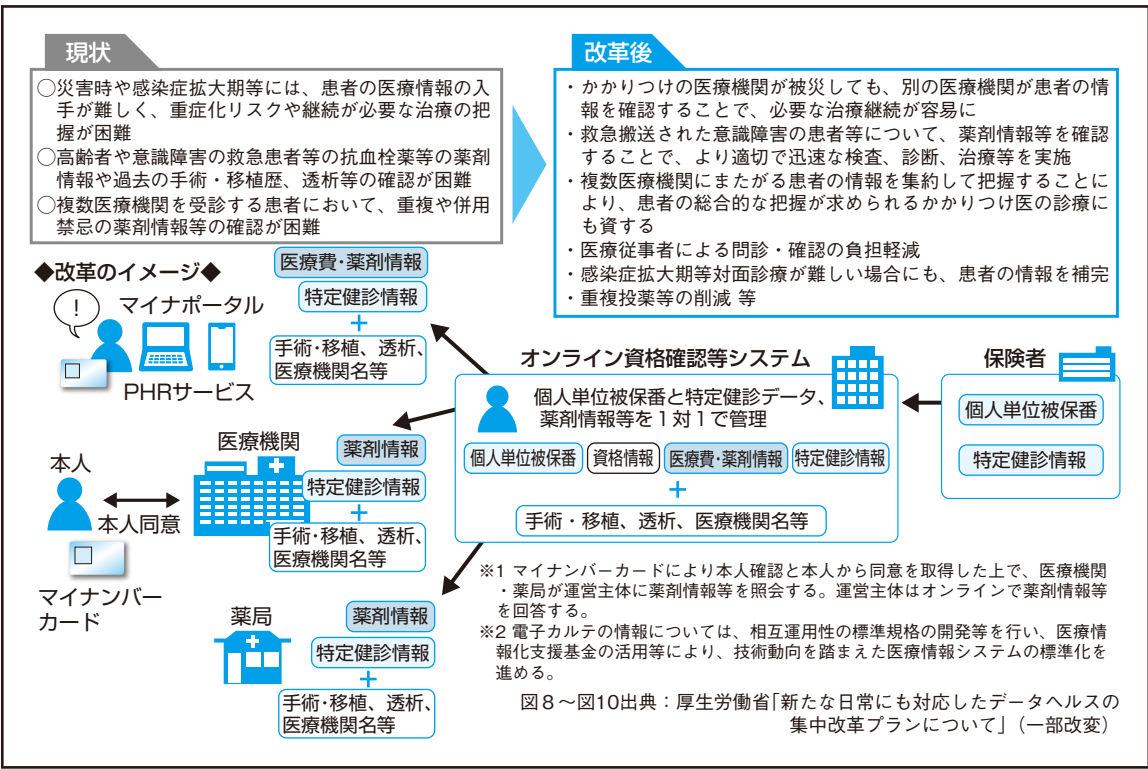 現状
○災害時や感染症拡大期等には、患者の医療情報の入
手が難しく、重症化リスクや継続が必要な治療の把
握が困難
○高齢者や意識障害の救急患者等の抗血栓薬等の薬剤
情報や過去の手術・移植歴、透析等の確認が困難
○複数医療機関を受診する患者において、重複や併用
禁忌の薬剤情報等の確認が困難
改革後
・かかりつけの医療機関が被災しても、別の医療機関が患者の情
報を確認することで、必要な治療継続が容易に
・救急搬送された意識障害の患者等について、薬剤情報等を確認
することで、より適切で迅速な検査、診断、治療等を実施
・複数医療機関にまたがる患者の情報を集約して把握することに
より、患者の総合的な把握が求められるかかりつけ医の診療に
も資する
・医療従事者による問診・確認の負担軽減
・感染症拡大期等対面診療が難しい場合にも、患者の情報を補完
・重複投薬等の削減 等
◆改革のイメージ◆
!
マイナポータル
PHRサービス
医療費・薬剤情報
特定健診情報
+
手術・移植、透析、
医療機関名等
本人
本人同意
マイナンバー
カード
医療機関
薬剤情報
特定健診情報
+
手術・移植、透析、
医療機関名等
薬局
薬剤情報
特定健診情報
+
手術・移植、透析、
医療機関名等
オンライン資格確認等システム
個人単位被保番と特定健診データ、
薬剤情報等を1対1で管理
個人単位被保番 資格情報 医療費・薬剤情報 特定健診情報
+
手術・移植、透析、医療機関名等
保険者
個人単位被保番
特定健診情報
※1 マイナンバーカードにより本人確認と本人から同意を取得した上で、医療機関
・薬局が運営主体に薬剤情報等を照会する。運営主体はオンラインで薬剤情報等
を回答する。
※2 電子カルテの情報については、相互運用性の標準規格の開発等を行い、医療情
報化支援基金の活用等により、技術動向を踏まえた医療情報システムの標準化を
進める。
図8～図10出典：厚生労働省「新たな日常にも対応したデータヘルスの
集中改革プランについて」（一部改変）